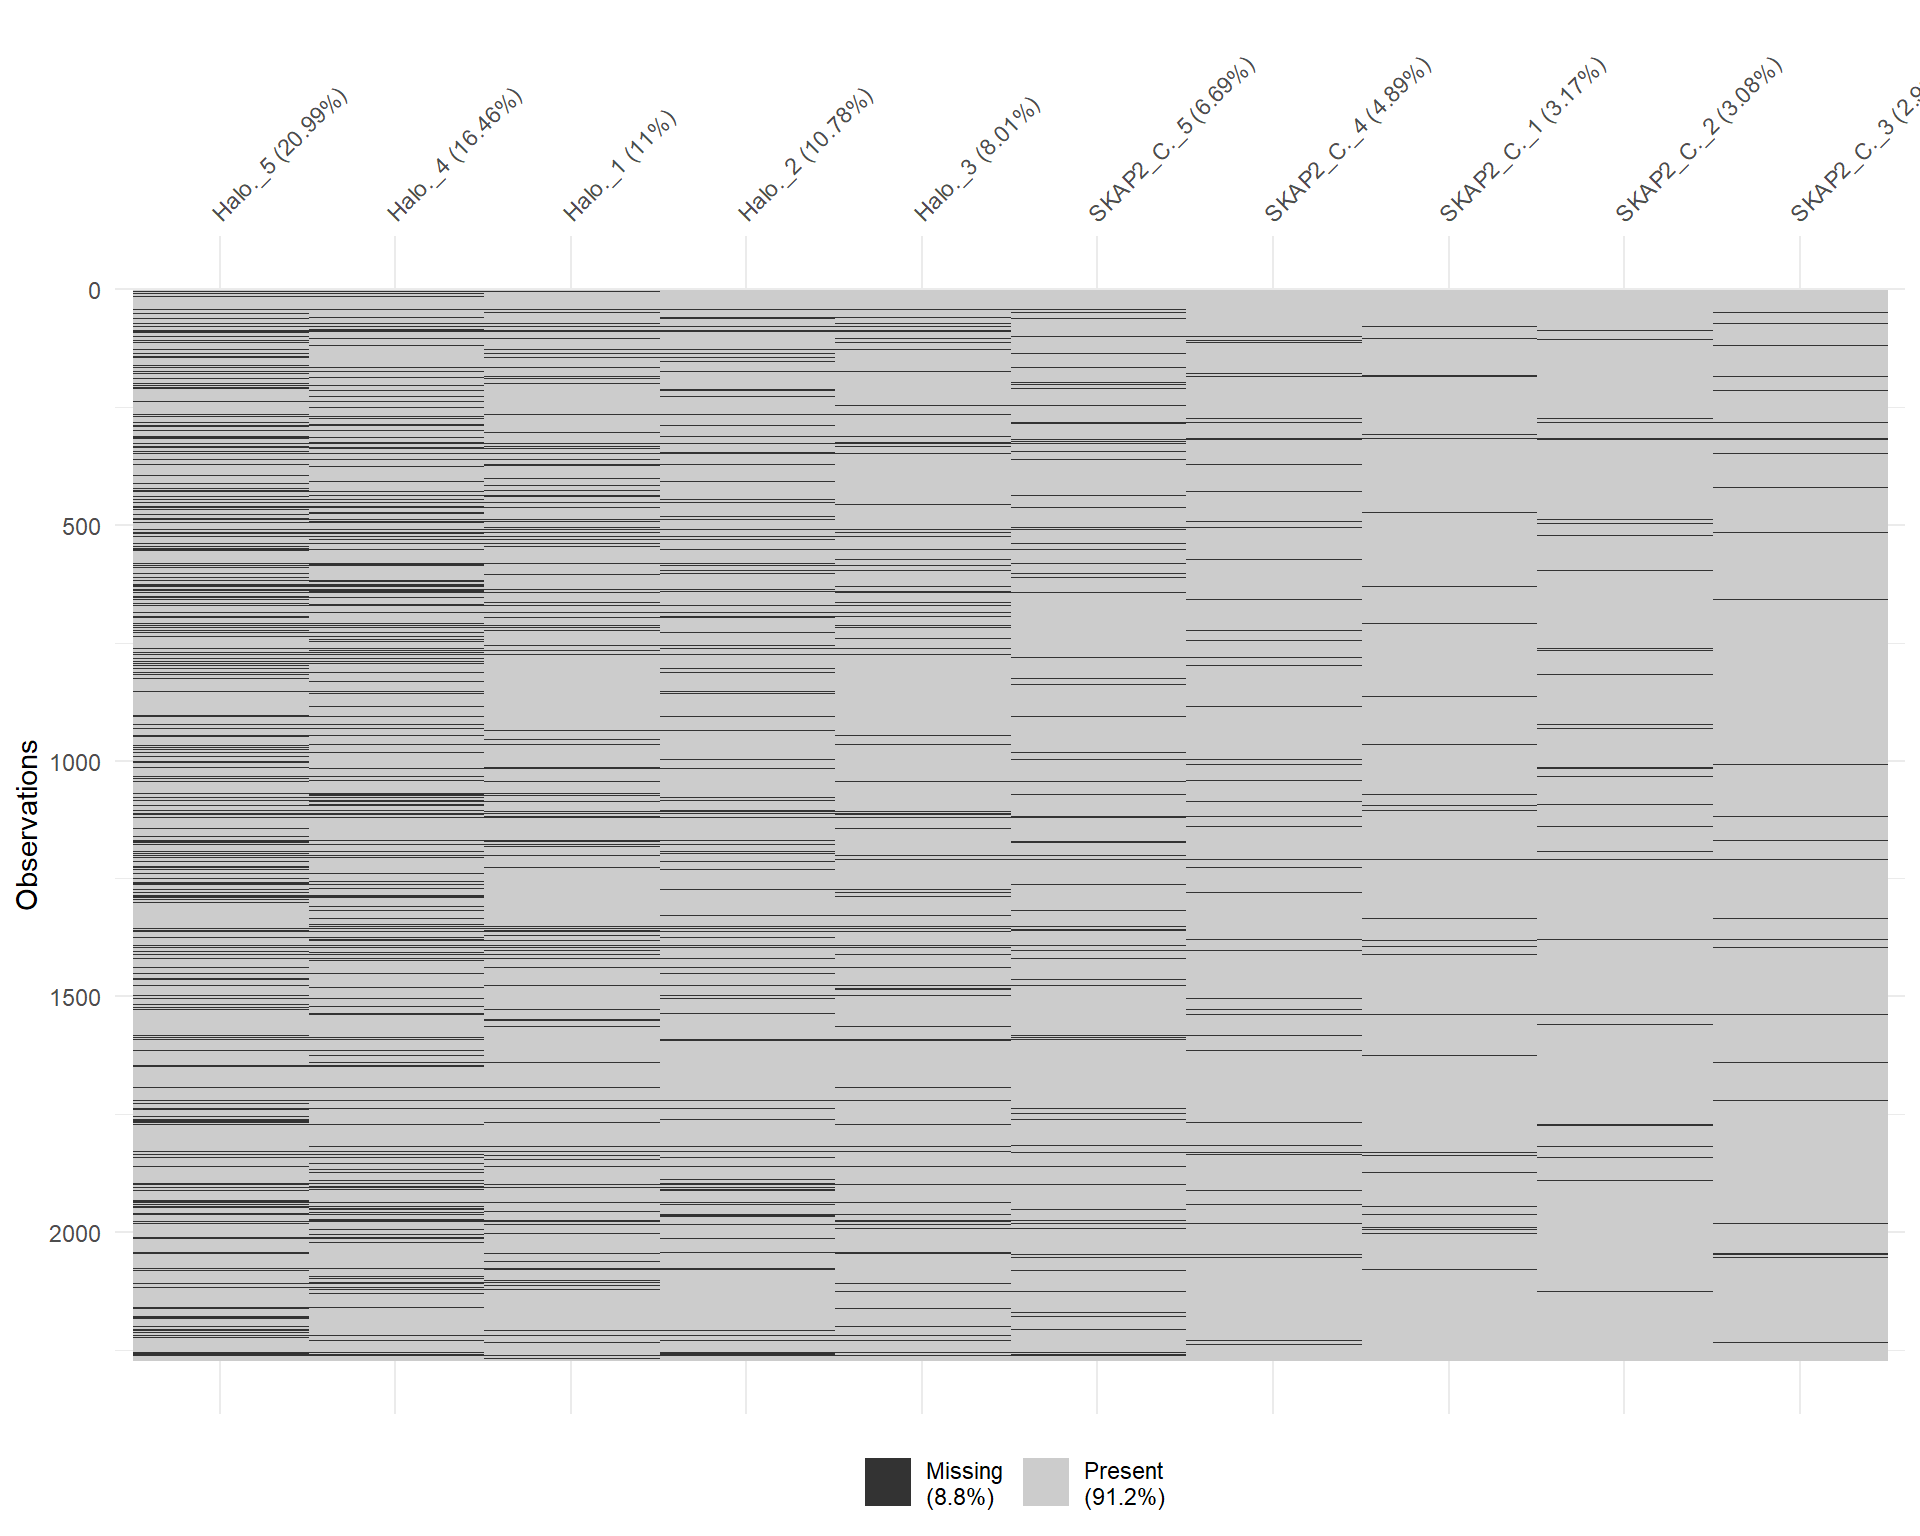 Halo._5 (20.99%)
Halo._4 (16.46%)
Halo._1 (11%)
Halo._2 (10.78%)
Halo._3 (8.01%)
SKAP2_C._5 (6.69%)
SKAP2_C._4 (4.89%)
SKAP2_C._1 (3.17%)
SKAP2_C._2 (3.08%)
SKAP2_C._3 (2.9
0
500
1000
1500
2000
Observations
Missing
(8.8%)
Present
(91.2%)